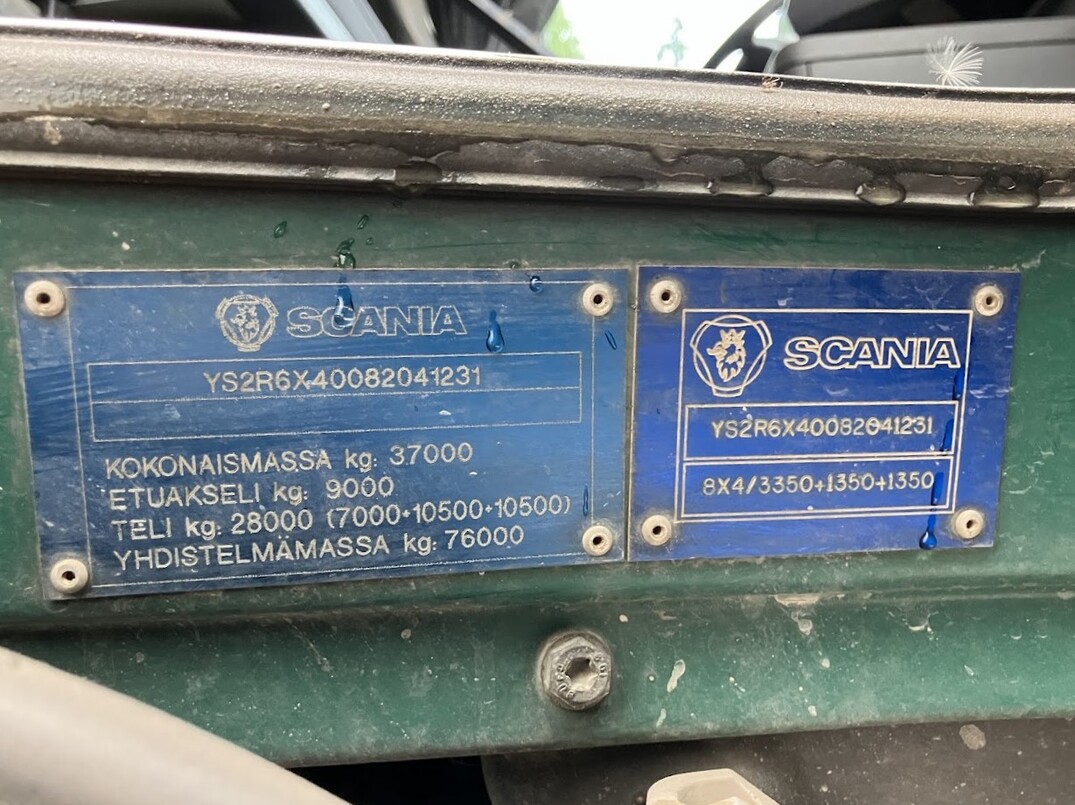 SCANIA
YS2R6X40082041231
KOKONAISMASSA kg: 37000
ETUAKSELI kg: 9000
TELI kg: 28000 (7000+10500+10500)
YHDISTELMÄMASSA kg: 76000
SCANIA
YS2R6X40082041231
8X4/3350+1350+1350